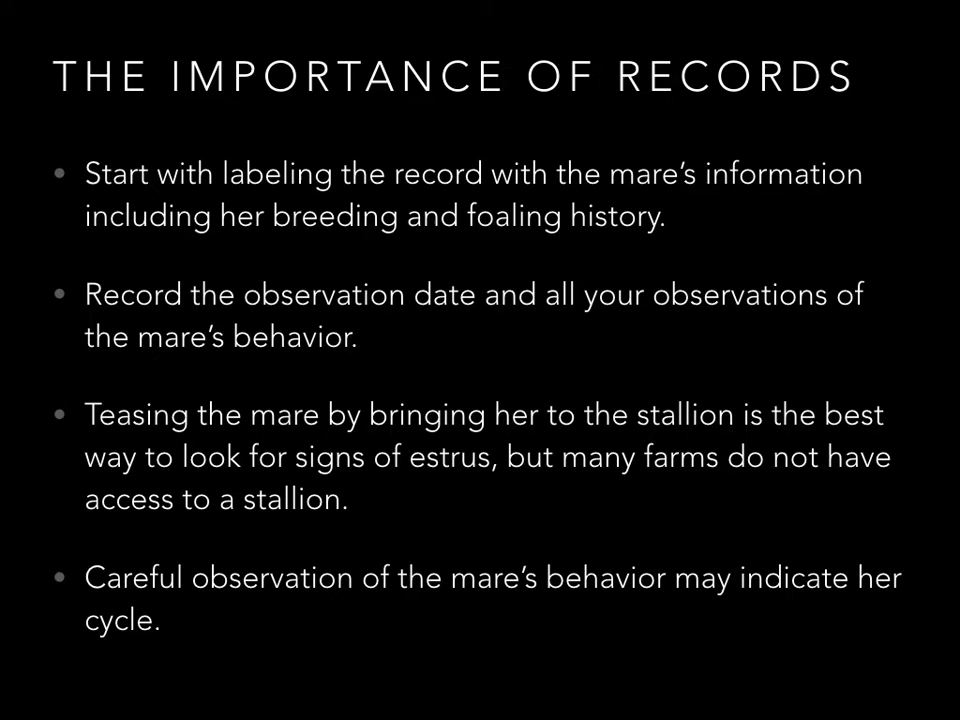 THE IMPORTANCE OF RECORDS
• Start with labeling the record with the mare’s information
including her breeding and foaling history.
• Record the observation date and all your observations of
the mare’s behavior.
• Teasing the mare by bringing her to the stallion is the best
way to look for signs of estrus, but many farms do not have
access to a stallion.
• Careful observation of the mare’s behavior may indicate her
cycle.